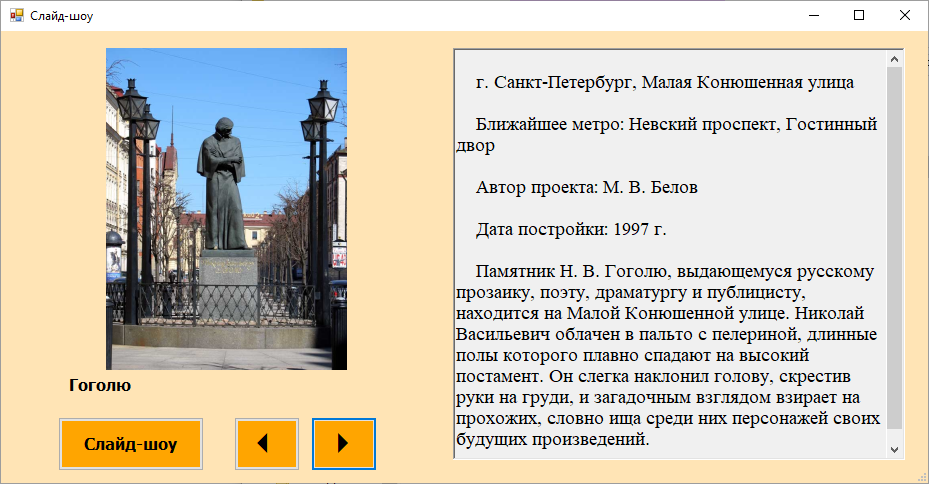 Слайд-шоу
г. Санкт-Петербург, Малая Конюшенная улица
Ближайшее метро: Невский проспект, Гостинный
двор
Автор проекта: М. В. Белов
Дата постройки: 1997 г.
Памятник Н. В. Гоголю, выдающемуся русскому
прозаику, поэту, драматургу и публицисту,
находится на Малой Конюшенной улице. Николай
Васильевич облачен в пальто с пелериной, длинные
полы которого плавно спадают на высокий
постамент. Он слегка наклонил голову, скрестив
руки на груди, и загадочным взглядом взирает на
прохожих, словно ища среди них персонажей своих
будущих произведений.
Гоголю
Слайд-шоу